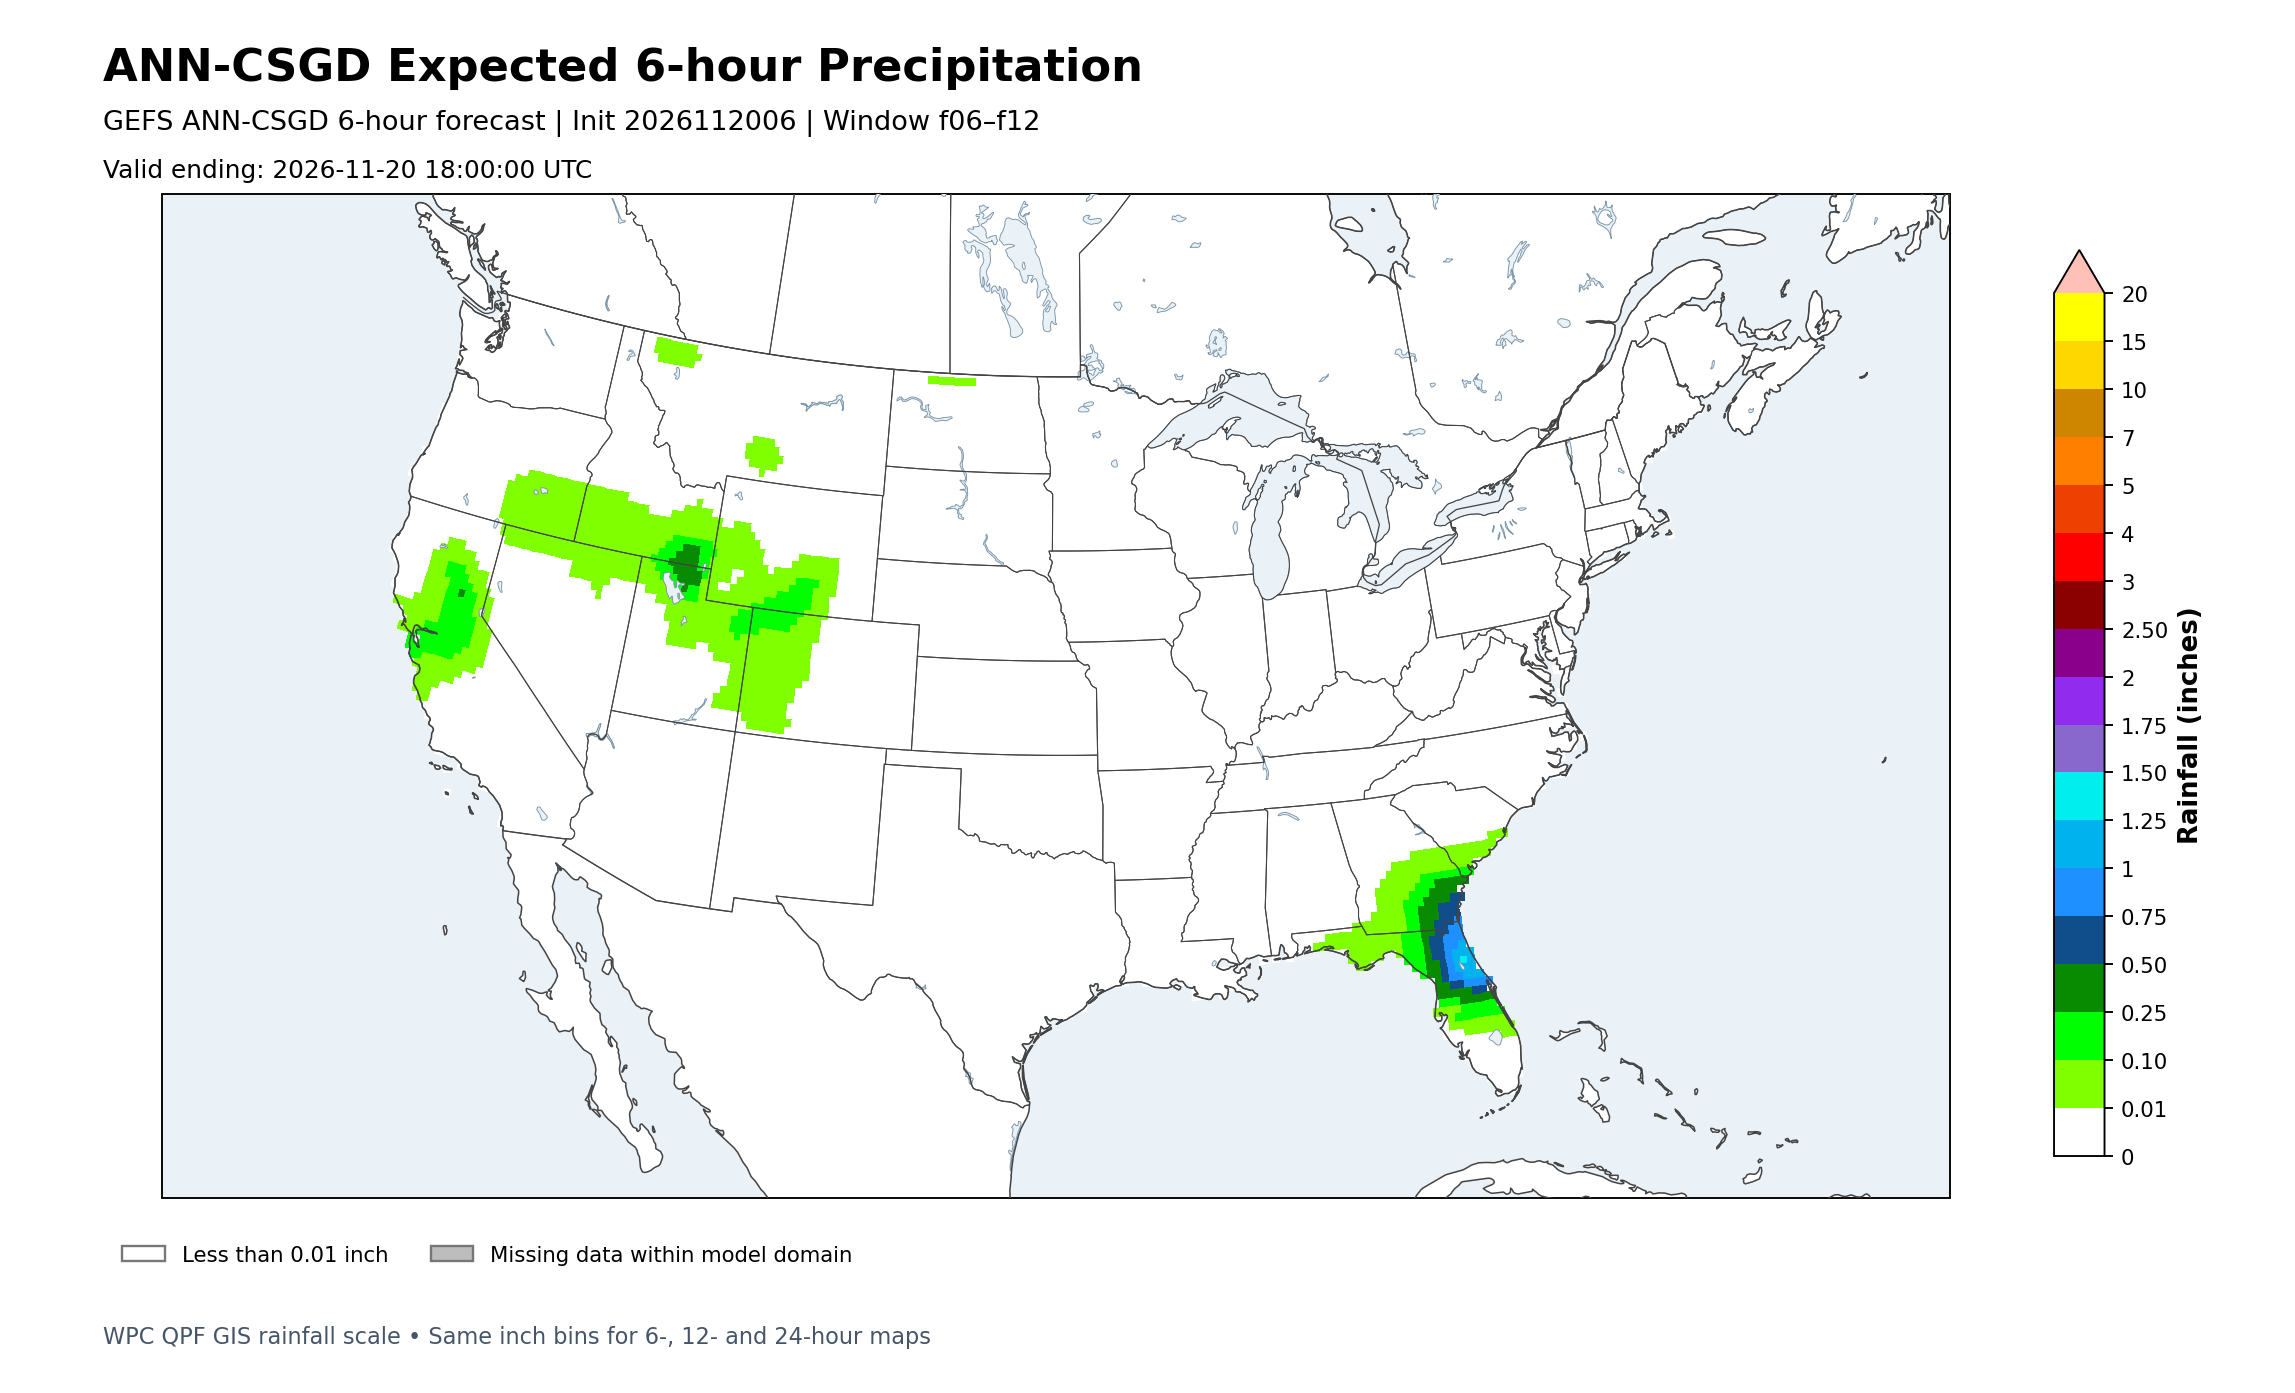 ANN-CSGD Expected 6-hour Precipitation
GEFS ANN-CSGD 6-hour forecast | Init 2026112006 | Window f06–f12
Valid ending: 2026-11-20 18:00:00 UTC
20
15
10
7
5
4
3
2.50
2
1.75
1.50
1.25
1
0.75
0.50
0.25
0.10
0.01
0
Rainfall (inches)
Less than 0.01 inch
Missing data within model domain
WPC QPF GIS rainfall scale • Same inch bins for 6-, 12- and 24-hour maps